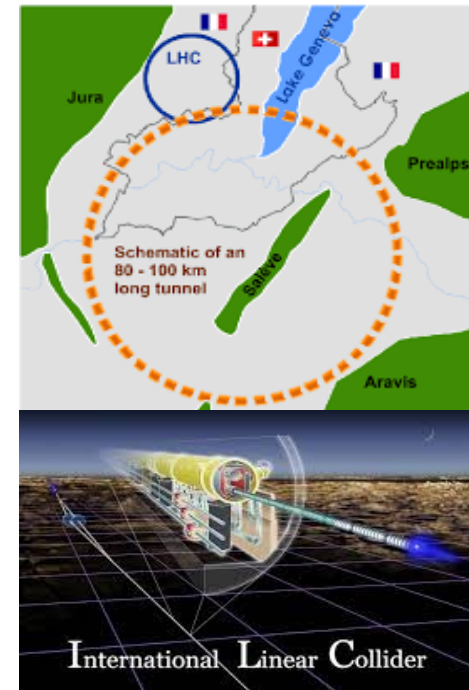 LHC
Jura
Lake Geneva
Prealps
Schematic of an
80 - 100 km
long tunnel
Salève
Aravis
International Linear Collider